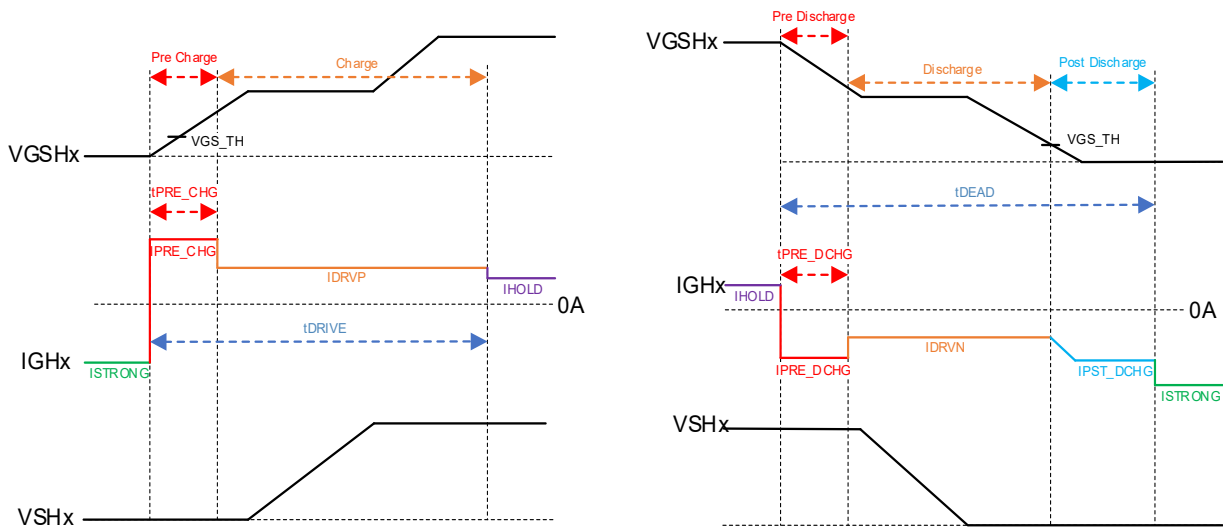 Pre Charge
Charge
VGS_TH
VGSHx
tPRE_CHG
IPRE_CHG
IDRVP
IHOLD
0A
tDRIVE
IGHx
ISTRONG
VSHx
Pre Discharge
VGSHx
Discharge
Post Discharge
VGS_TH
tDEAD
tPRE_DCHG
IGHx
IHOLD
0A
IDRVN
IPRE_DCHG
IPST_DCHG
ISTRONG
VSHx